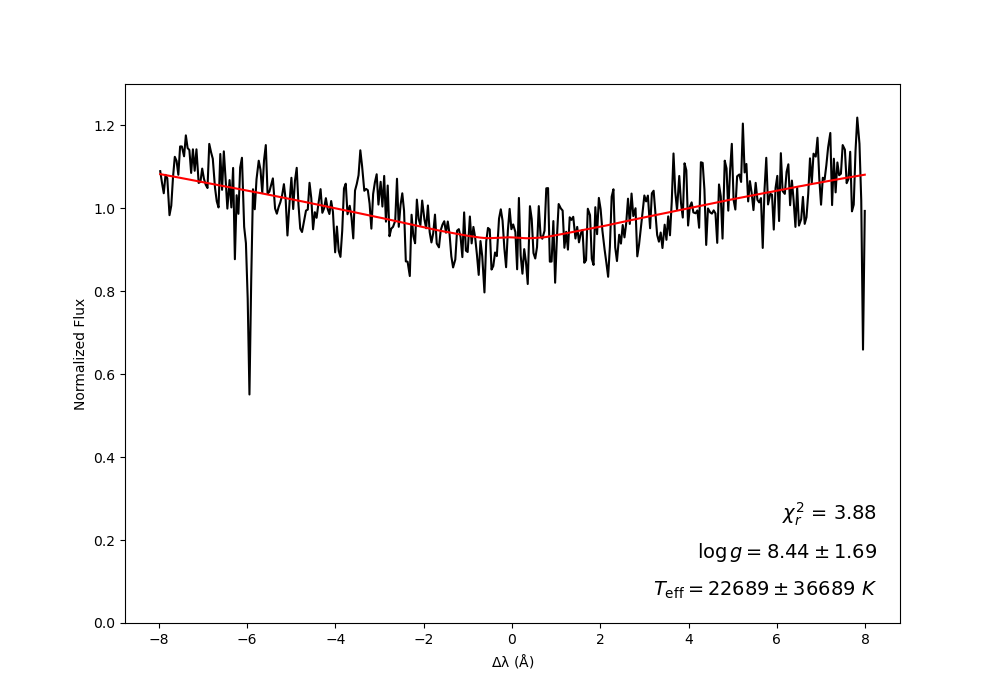 1.2
1.0
0.8
0.6
0.4
0.2
0.0
Normalized Flux
χ²ᵣ = 3.88
log g = 8.44 ± 1.69
T_eff = 22689 ± 36689 K
−8 −6 −4 −2 0 2 4 6 8
Δλ (Å)